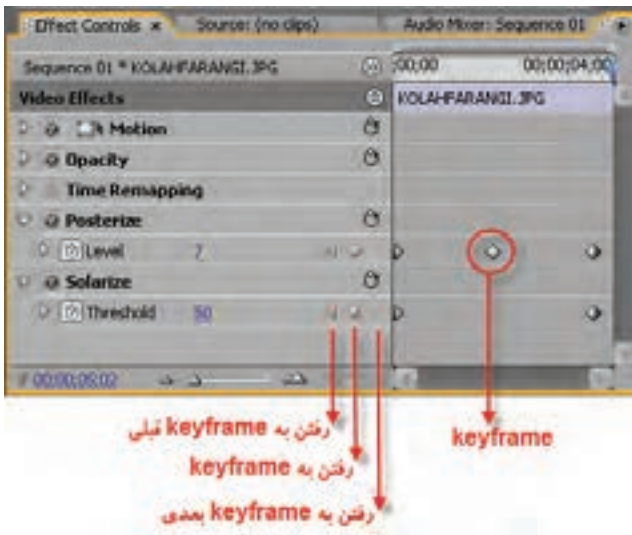 Effect Controls × Source: (no clips) Audio Mixer: Sequence 01
Sequence 01 * KOLAHFARANGI.JPG ;00;00 00;00;04;00
Video Effects KOLAHFARANGI.JPG
Motion
Opacity
Time Remapping
Posterize
Level 7
Solarize
Threshold 50
00;00;05;02
رفتن به keyframe قبلی
keyframe
رفتن به keyframe
رفتن به keyframe بعدی